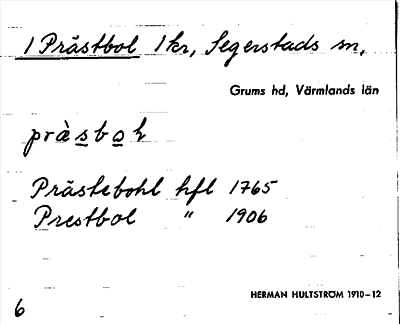 1 Prästbol 1 kr, Segerstads sn,
Grums hd, Värmlands län
pràsboḷ
Prästebohl hfl 1765
Prestbol " 1906
HERMAN HULTSTRÖM 1910–12
6